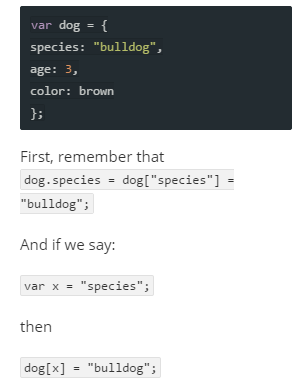 var dog = {
species: "bulldog",
age: 3,
color: brown
};
First, remember that
dog.species = dog["species"] =
"bulldog";
And if we say:
var x = "species";
then
dog[x] = "bulldog";